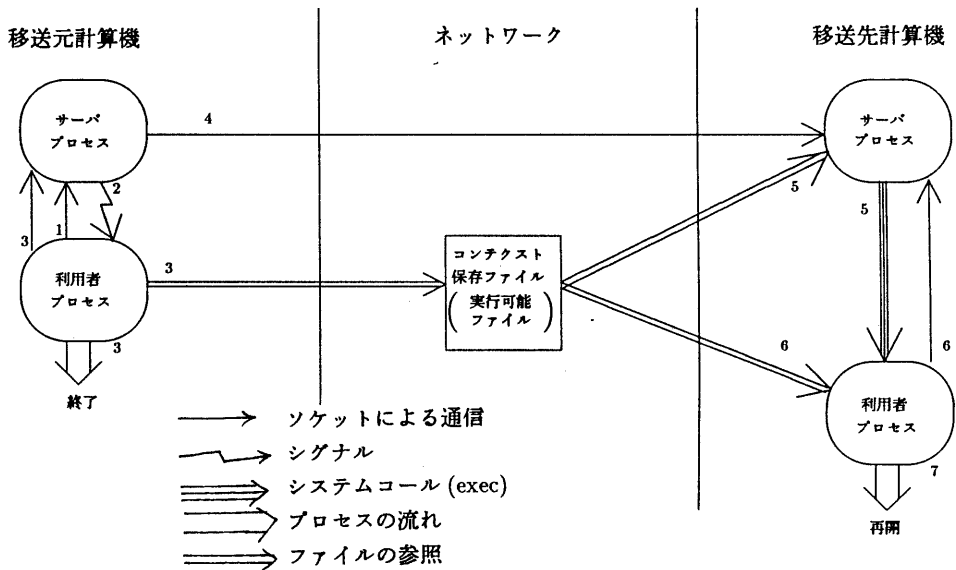 移送元計算機
ネットワーク
移送先計算機
サーバ
プロセス
4
サーバ
プロセス
2
5
5
3
1
利用者
プロセス
3
コンテクスト
保存ファイル
(実行可能
ファイル)
6
6
3
終了
利用者
プロセス
7
再開
ソケットによる通信
シグナル
システムコール (exec)
プロセスの流れ
ファイルの参照